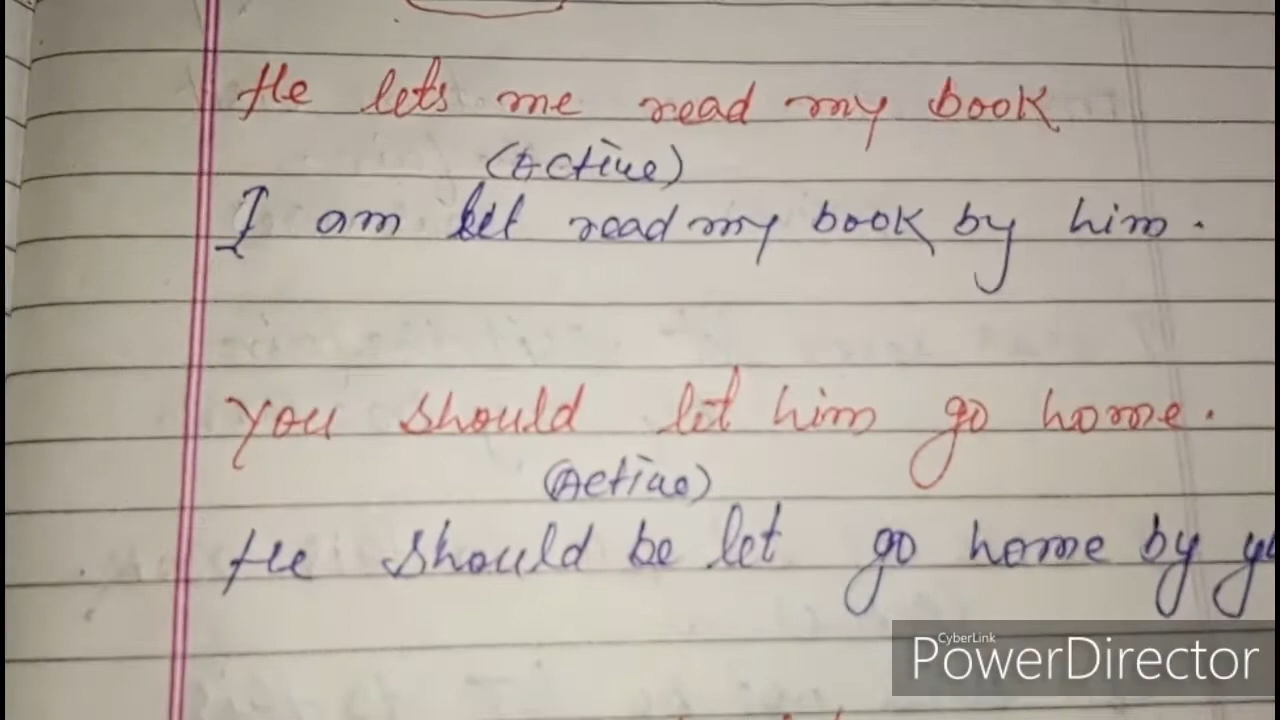 He lets me read my book
(Active)
I am let read my book by him.
You should let him go home.
(Active)
He should be let go home by
CyberLink
PowerDirector